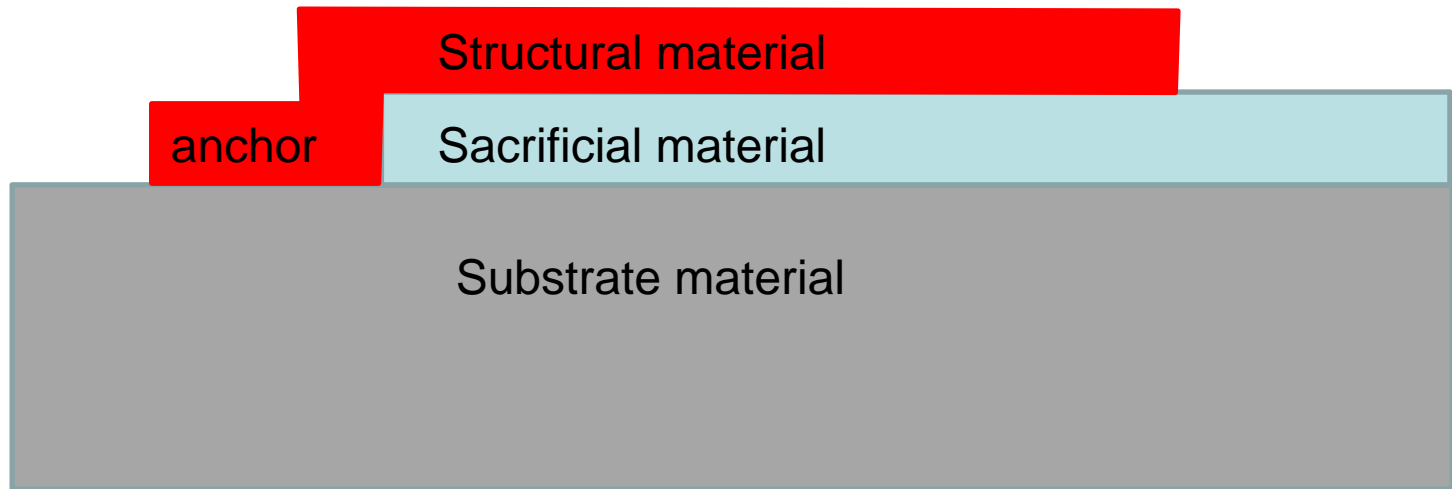 Structural material
anchor
Sacrificial material
Substrate material